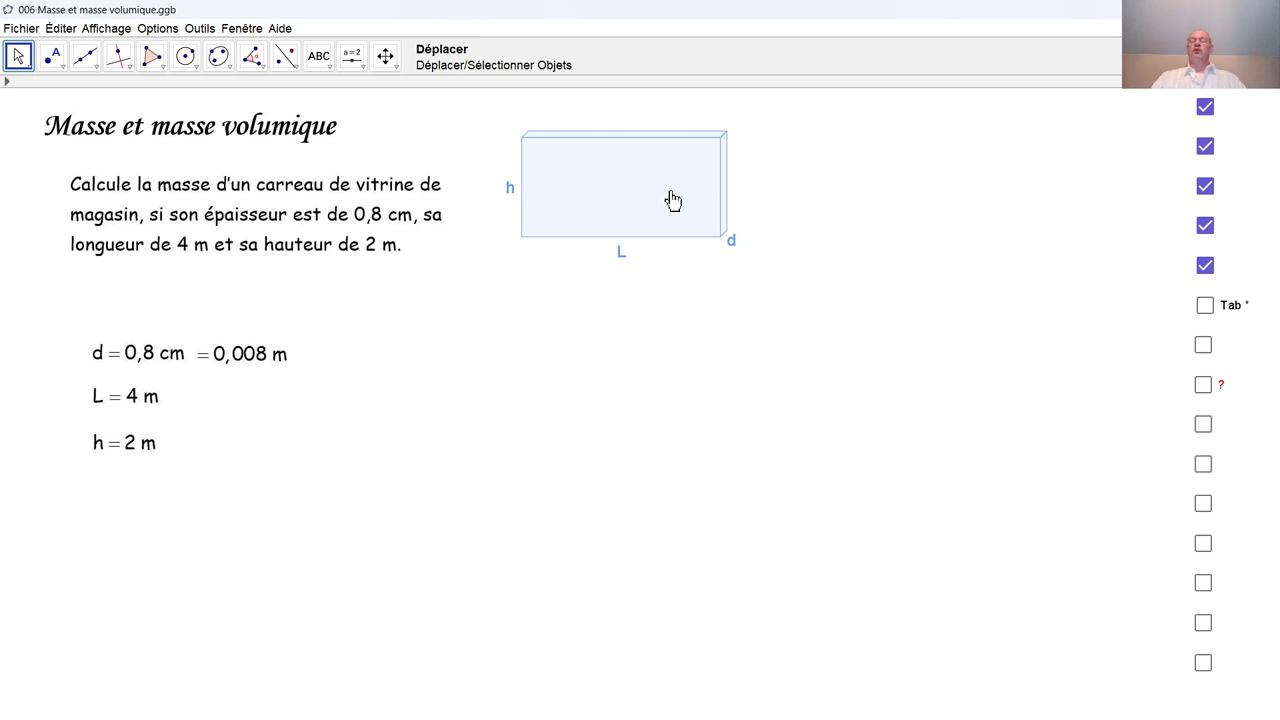 006 Masse et masse volumique.ggb
Fichier Éditer Affichage Options Outils Fenêtre Aide
A
ABC
a=2
Déplacer
Déplacer/Sélectionner Objets
Masse et masse volumique
Calcule la masse d'un carreau de vitrine de
magasin, si son épaisseur est de 0,8 cm, sa
longueur de 4 m et sa hauteur de 2 m.
h
d
L
Tab *
?
d = 0,8 cm = 0,008 m
L = 4 m
h = 2 m